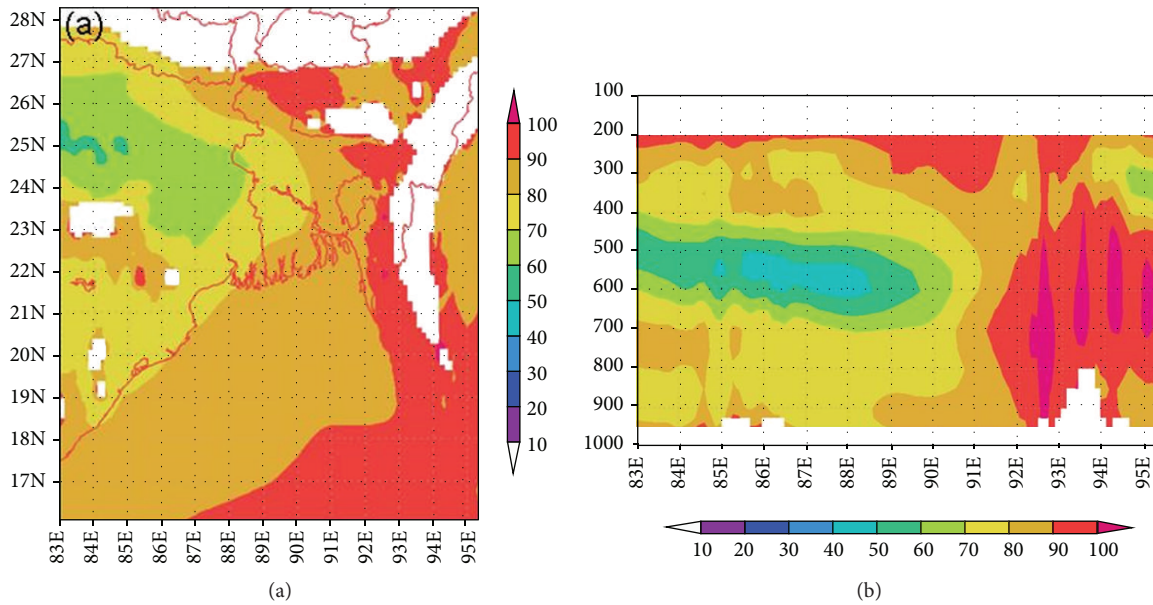 (a)
28N
27N
26N
25N
24N
23N
22N
21N
20N
19N
18N
17N
83E
84E
85E
86E
87E
88E
89E
90E
91E
92E
93E
94E
95E
100
90
80
70
60
50
40
30
20
10
(a)
100
200
300
400
500
600
700
800
900
1000
83E
84E
85E
86E
87E
88E
89E
90E
91E
92E
93E
94E
95E
10 20 30 40 50 60 70 80 90 100
(b)